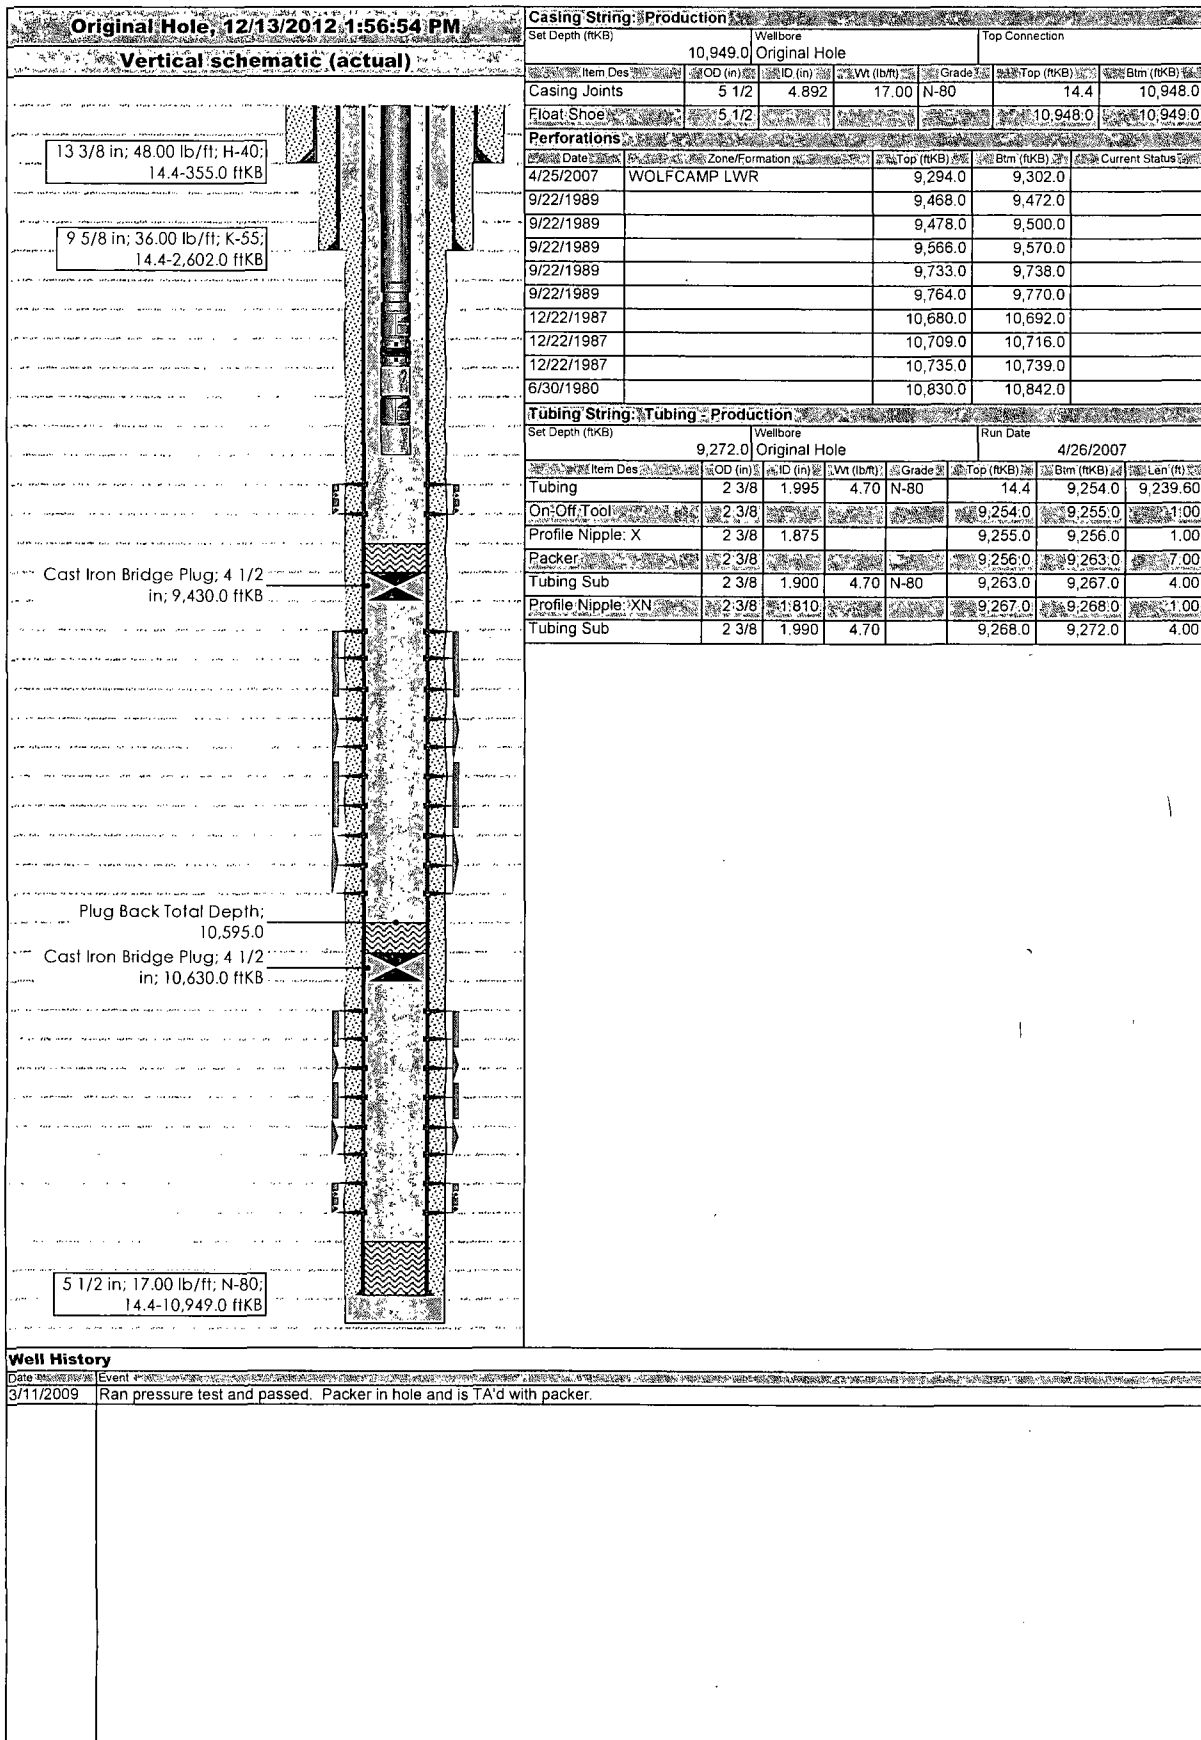 Original Hole, 12/13/2012 1:56:54 PM
Vertical schematic (actual)
13 3/8 in; 48.00 lb/ft; H-40;
14.4-355.0 ftKB
9 5/8 in; 36.00 lb/ft; K-55;
14.4-2,602.0 ftKB
Cast Iron Bridge Plug; 4 1/2
in; 9,430.0 ftKB
Plug Back Total Depth;
10,595.0
Cast Iron Bridge Plug; 4 1/2
in; 10,630.0 ftKB
5 1/2 in; 17.00 lb/ft; N-80;
14.4-10,949.0 ftKB
Casing String: Production
Set Depth (ftKB) Wellbore Top Connection
10,949.0 Original Hole
Item Des OD (in) ID (in) Wt (lb/ft) Grade Top (ftKB) Btm (ftKB)
Casing Joints 5 1/2 4.892 17.00 N-80 14.4 10,948.0
Float Shoe 5 1/2 10,948.0 10,949.0
Perforations
Date Zone/Formation Top (ftKB) Btm (ftKB) Current Status
4/25/2007 WOLFCAMP LWR 9,294.0 9,302.0
9/22/1989 9,468.0 9,472.0
9/22/1989 9,478.0 9,500.0
9/22/1989 9,566.0 9,570.0
9/22/1989 9,733.0 9,738.0
9/22/1989 9,764.0 9,770.0
12/22/1987 10,680.0 10,692.0
12/22/1987 10,709.0 10,716.0
12/22/1987 10,735.0 10,739.0
6/30/1980 10,830.0 10,842.0
Tubing String: Tubing - Production
Set Depth (ftKB) Wellbore Run Date
9,272.0 Original Hole 4/26/2007
Item Des OD (in) ID (in) Wt (lb/ft) Grade Top (ftKB) Btm (ftKB) Len (ft)
Tubing 2 3/8 1.995 4.70 N-80 14.4 9,254.0 9,239.60
On-Off Tool 2 3/8 9,254.0 9,255.0 1.00
Profile Nipple: X 2 3/8 1.875 9,255.0 9,256.0 1.00
Packer 2 3/8 9,256.0 9,263.0 7.00
Tubing Sub 2 3/8 1.900 4.70 N-80 9,263.0 9,267.0 4.00
Profile Nipple: XN 2 3/8 1.810 9,267.0 9,268.0 1.00
Tubing Sub 2 3/8 1.990 4.70 9,268.0 9,272.0 4.00
Well History
Date Event
3/11/2009 Ran pressure test and passed. Packer in hole and is TA'd with packer.